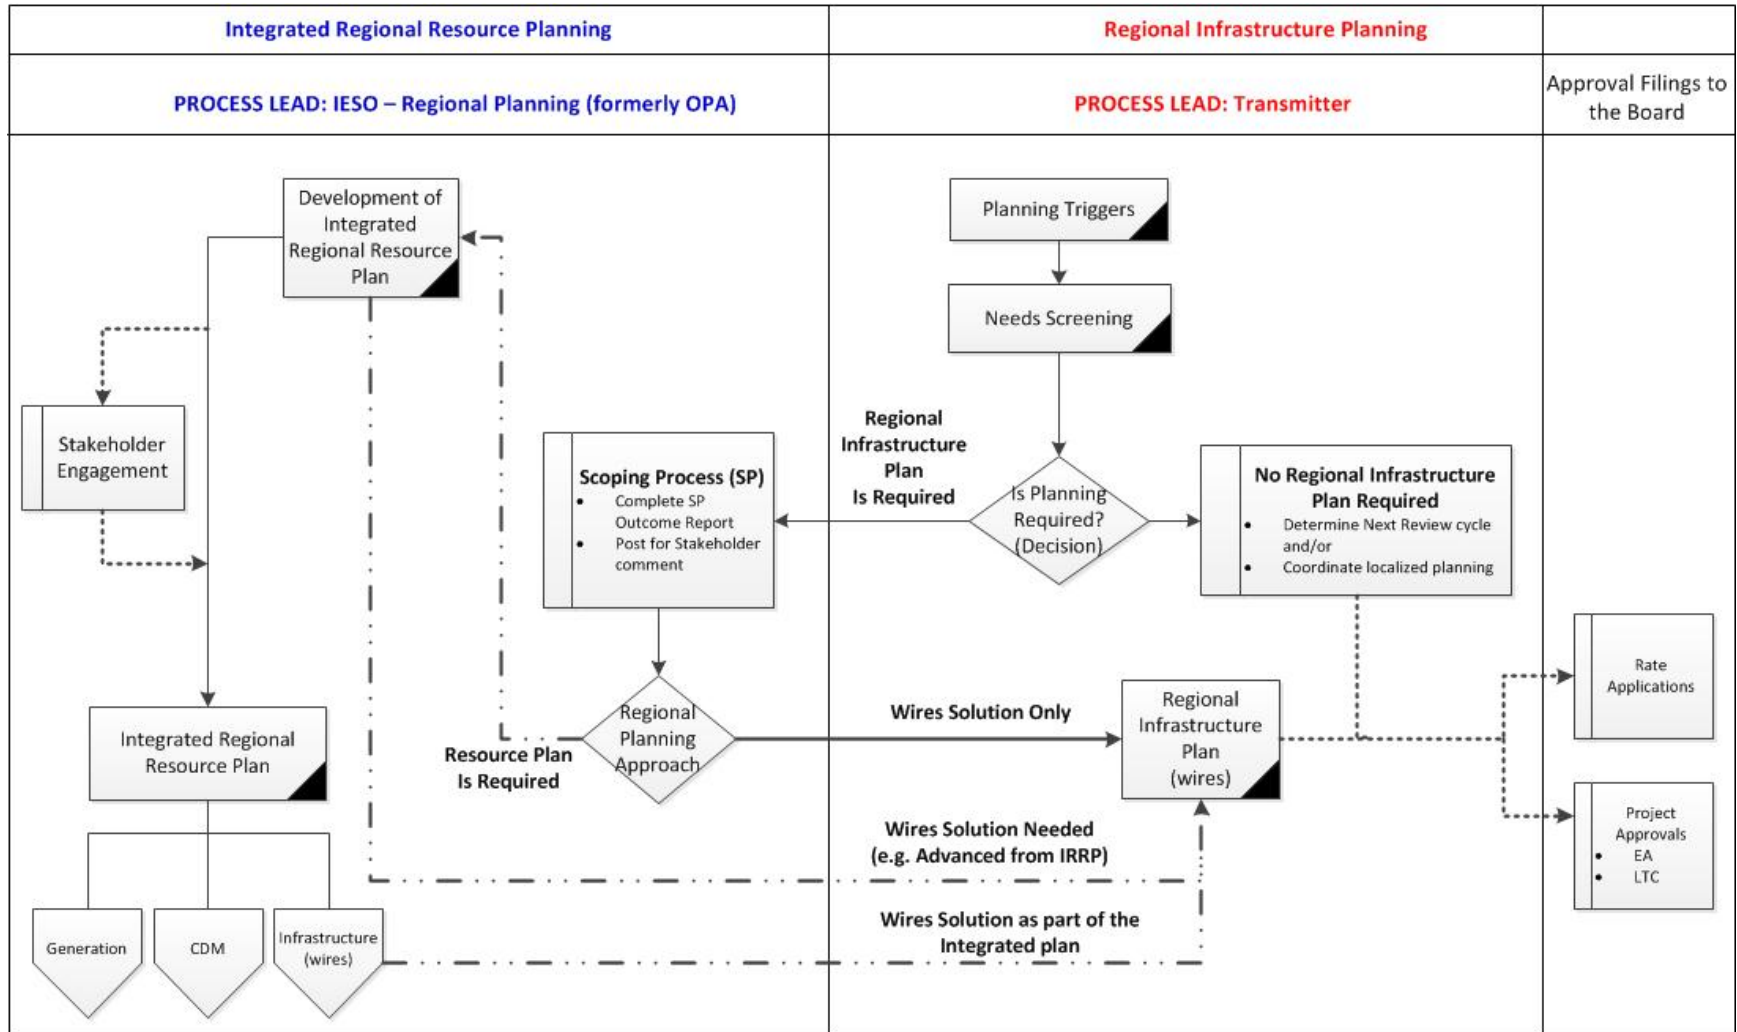 Integrated Regional Resource Planning
Regional Infrastructure Planning
PROCESS LEAD: IESO – Regional Planning (formerly OPA)
PROCESS LEAD: Transmitter
Approval Filings to
the Board
Development of
Integrated
Regional Resource
Plan
Planning Triggers
Needs Screening
Stakeholder
Engagement
Scoping Process (SP)
• Complete SP
Outcome Report
• Post for Stakeholder
comment
Regional
Infrastructure
Plan
Is Required
Is Planning
Required?
(Decision)
No Regional Infrastructure
Plan Required
• Determine Next Review cycle
and/or
• Coordinate localized planning
Rate
Applications
Integrated Regional
Resource Plan
Resource Plan
Is Required
Regional
Planning
Approach
Wires Solution Only
Regional
Infrastructure
Plan
(wires)
Wires Solution Needed
(e.g. Advanced from IRRP)
Project
Approvals
• EA
• LTC
Generation
CDM
Infrastructure
(wires)
Wires Solution as part of the
Integrated plan